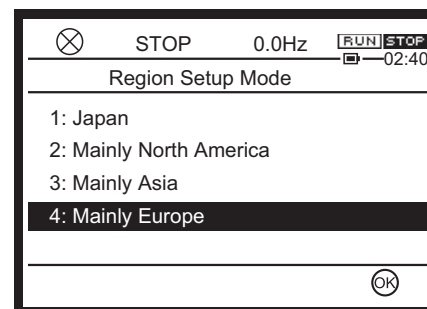 STOP 0.0Hz RUN STOP
02:40
Region Setup Mode
1: Japan
2: Mainly North America
3: Mainly Asia
4: Mainly Europe
OK